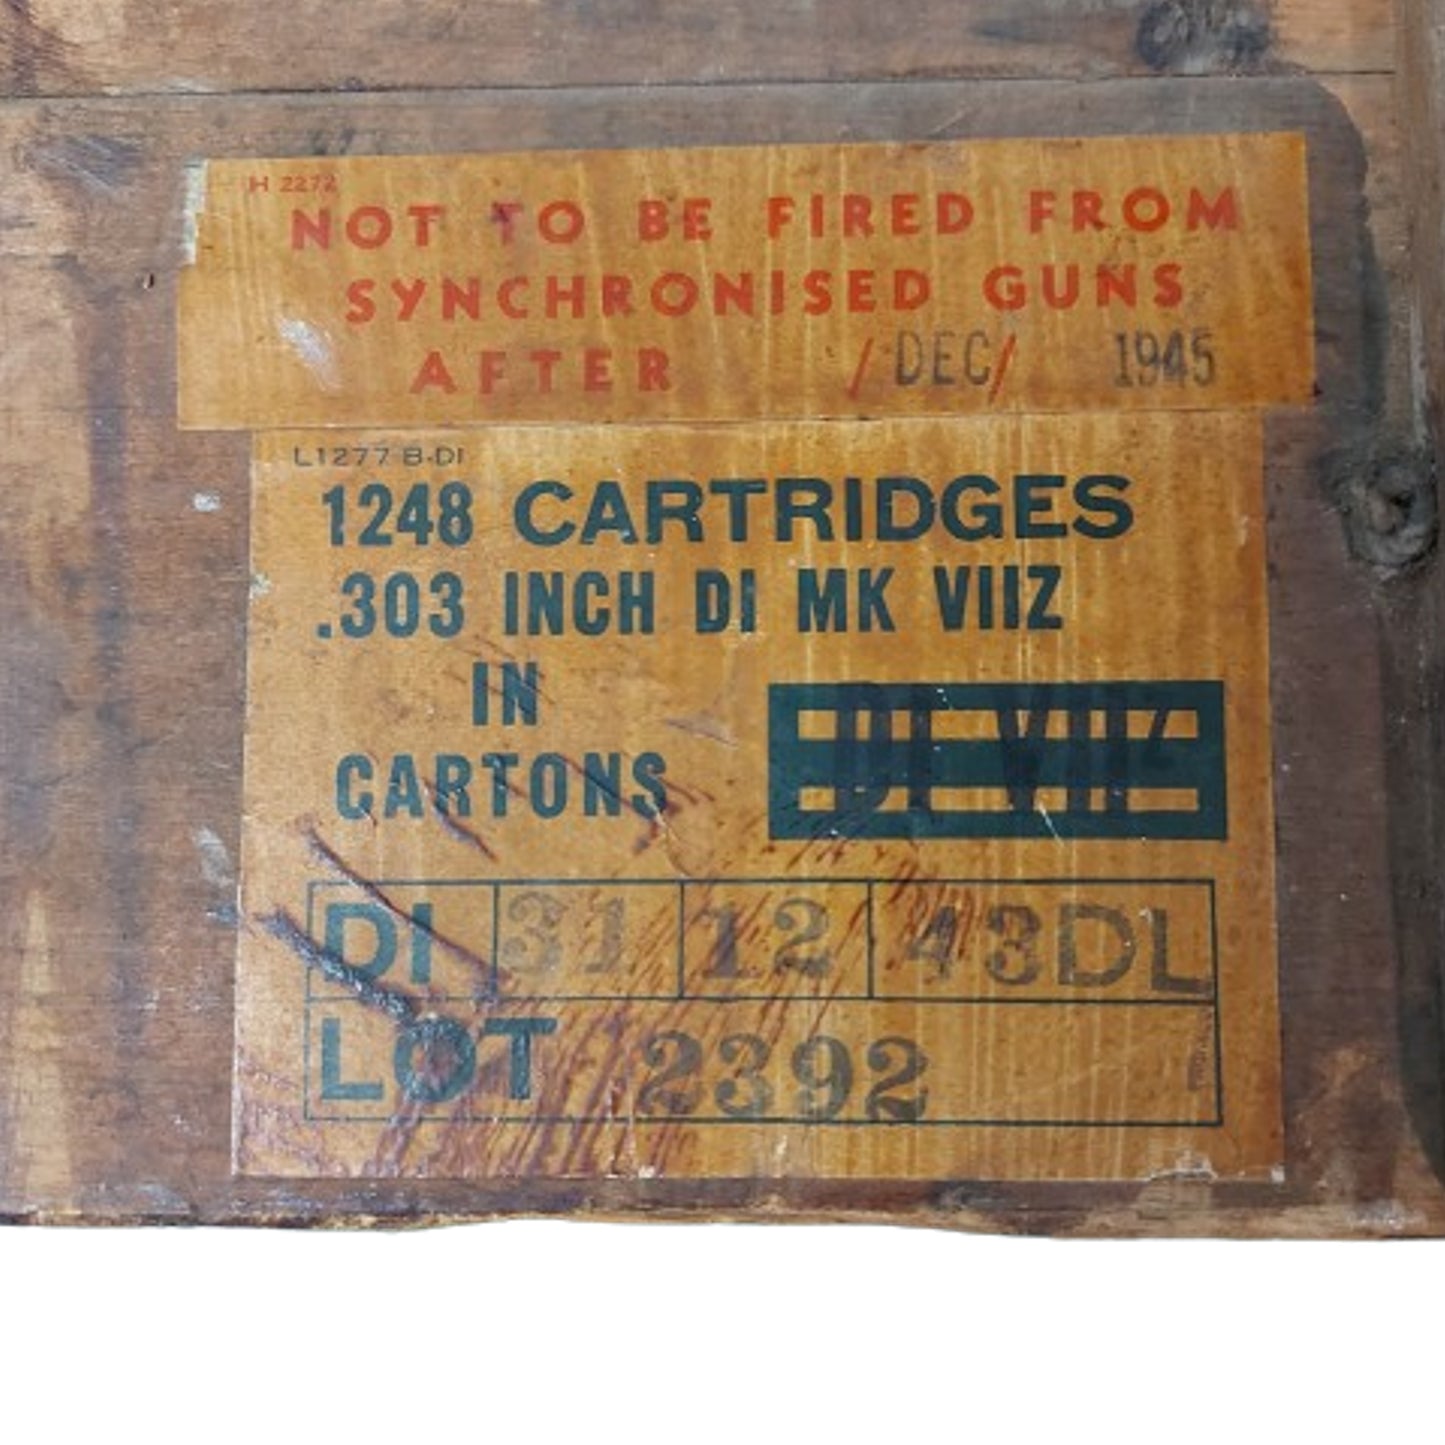 H 2272
NOT TO BE FIRED FROM
SYNCHRONISED GUNS
AFTER /DEC/ 1945
L1277 B-DI
1248 CARTRIDGES
.303 INCH DI MK VIIZ
IN
CARTONS
DI VIIZ
DI 31 12 43DL
LOT 2392